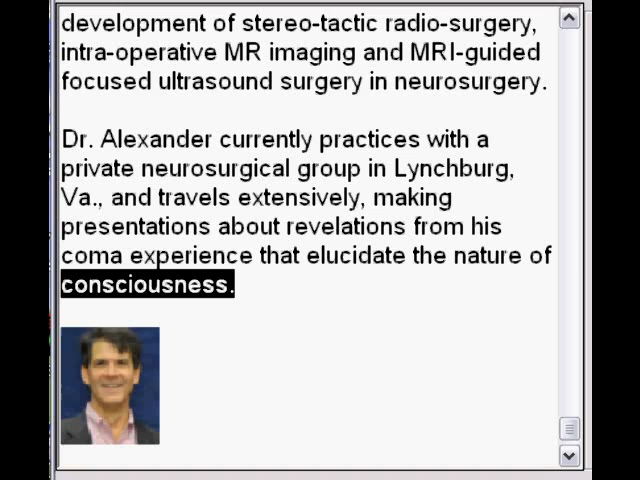 development of stereo-tactic radio-surgery,
intra-operative MR imaging and MRI-guided
focused ultrasound surgery in neurosurgery.
Dr. Alexander currently practices with a
private neurosurgical group in Lynchburg,
Va., and travels extensively, making
presentations about revelations from his
coma experience that elucidate the nature of
consciousness.